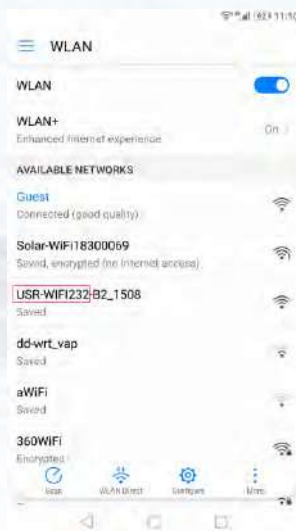 WLAN
WLAN
WLAN+
Enhanced internet experience
On
AVAILABLE NETWORKS
Guest
Connected (good quality)
Solar-WiFi18300069
Saved, encrypted (no Internet access)
USR-WIFI232-B2_1508
Saved
dd-wrt_vap
Saved
aWiFi
Saved
360WiFi
Encrypted
Scan
WLAN Direct
Configure
More